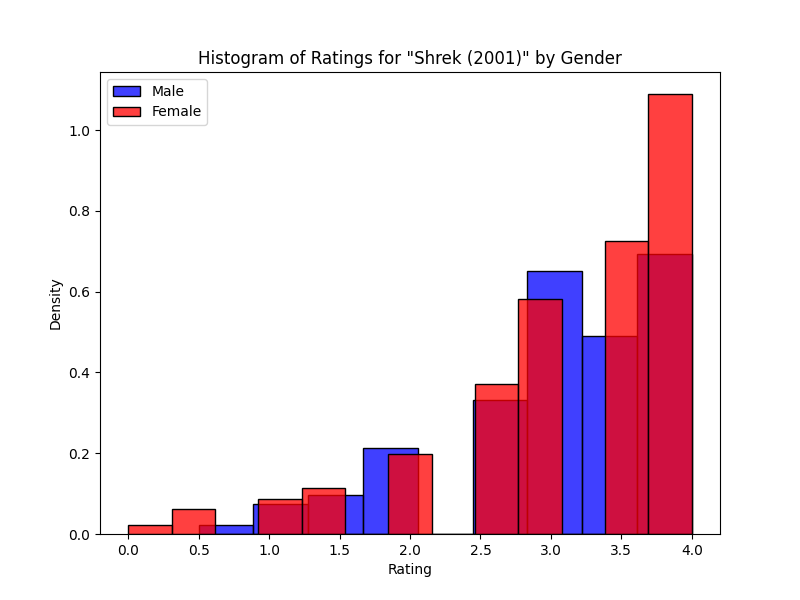 Histogram of Ratings for "Shrek (2001)" by Gender
Male
Female
1.0
0.8
0.6
0.4
0.2
0.0
Density
0.0 0.5 1.0 1.5 2.0 2.5 3.0 3.5 4.0
Rating